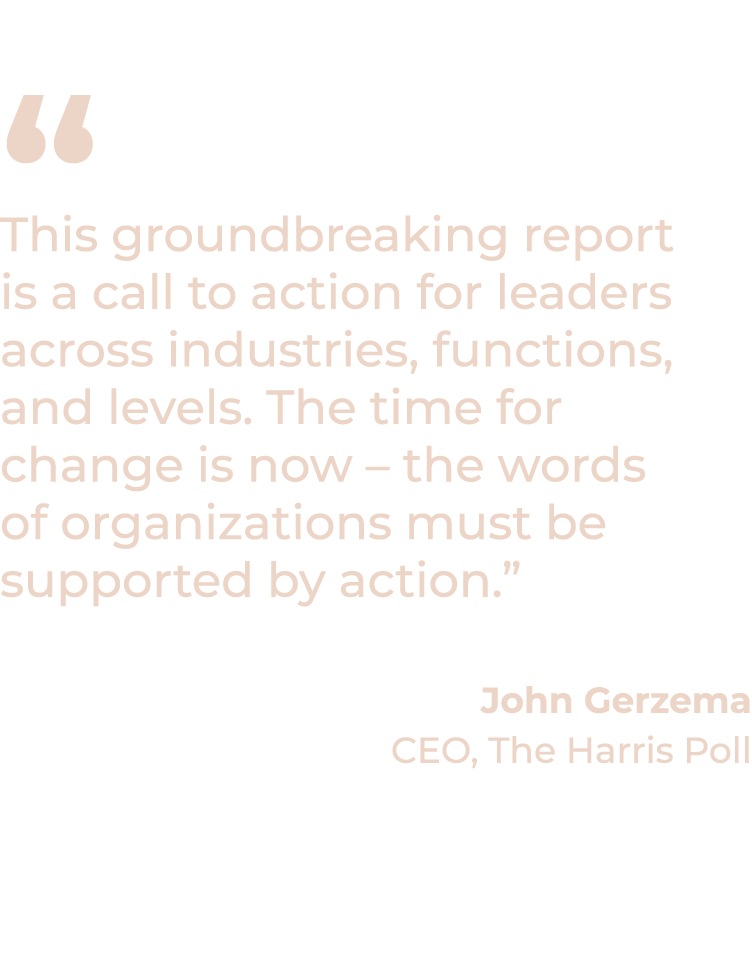 “
This groundbreaking report
is a call to action for leaders
across industries, functions,
and levels. The time for
change is now – the words
of organizations must be
supported by action.”
John Gerzema
CEO, The Harris Poll